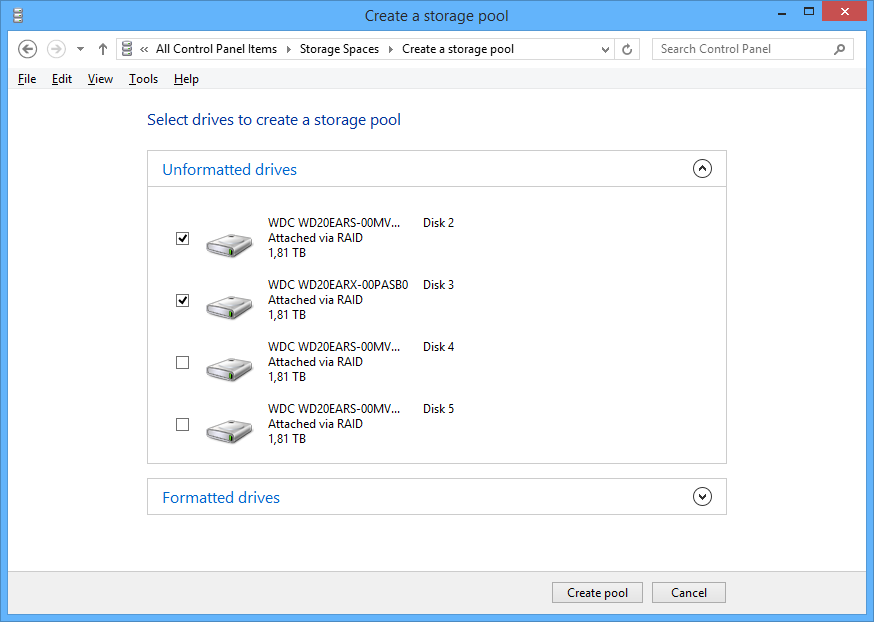 Create a storage pool
« All Control Panel Items Storage Spaces Create a storage pool
Search Control Panel
File Edit View Tools Help
Select drives to create a storage pool
Unformatted drives
WDC WD20EARS-00MV... Disk 2
Attached via RAID
1,81 TB
WDC WD20EARX-00PASB0 Disk 3
Attached via RAID
1,81 TB
WDC WD20EARS-00MV... Disk 4
Attached via RAID
1,81 TB
WDC WD20EARS-00MV... Disk 5
Attached via RAID
1,81 TB
Formatted drives
Create pool Cancel